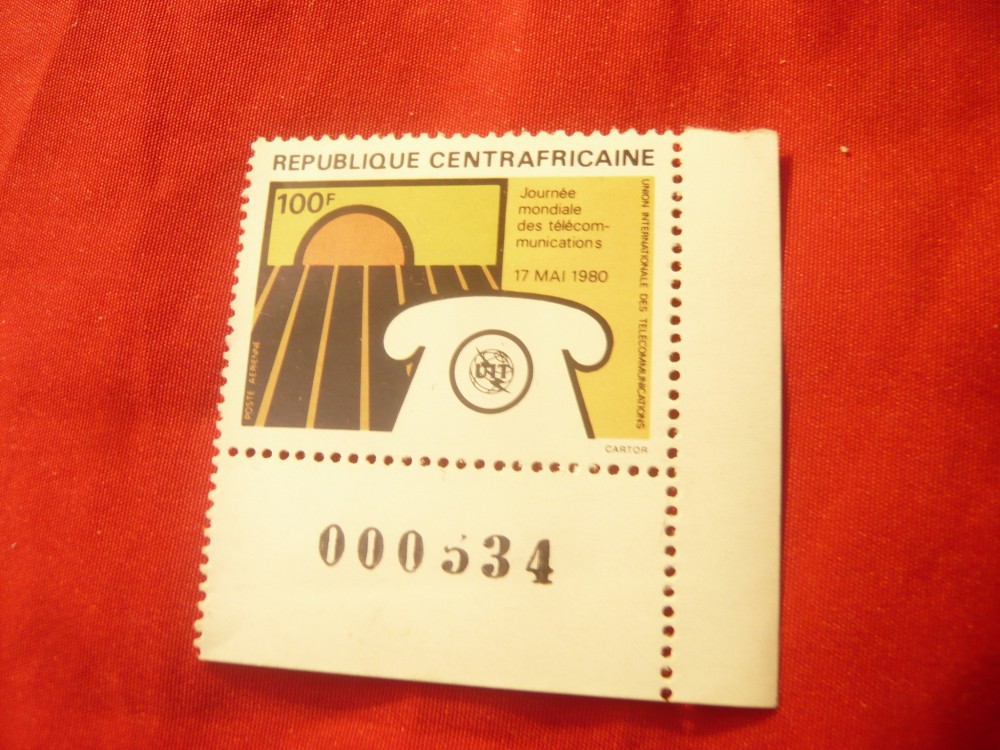 REPUBLIQUE CENTRAFRICAINE
100F
Journée
mondiale
des télécom-
munications
17 MAI 1980
UNION INTERNATIONALE DES TELECOMMUNICATIONS
POSTE AERIENNE
UIT
CARTOR
000534